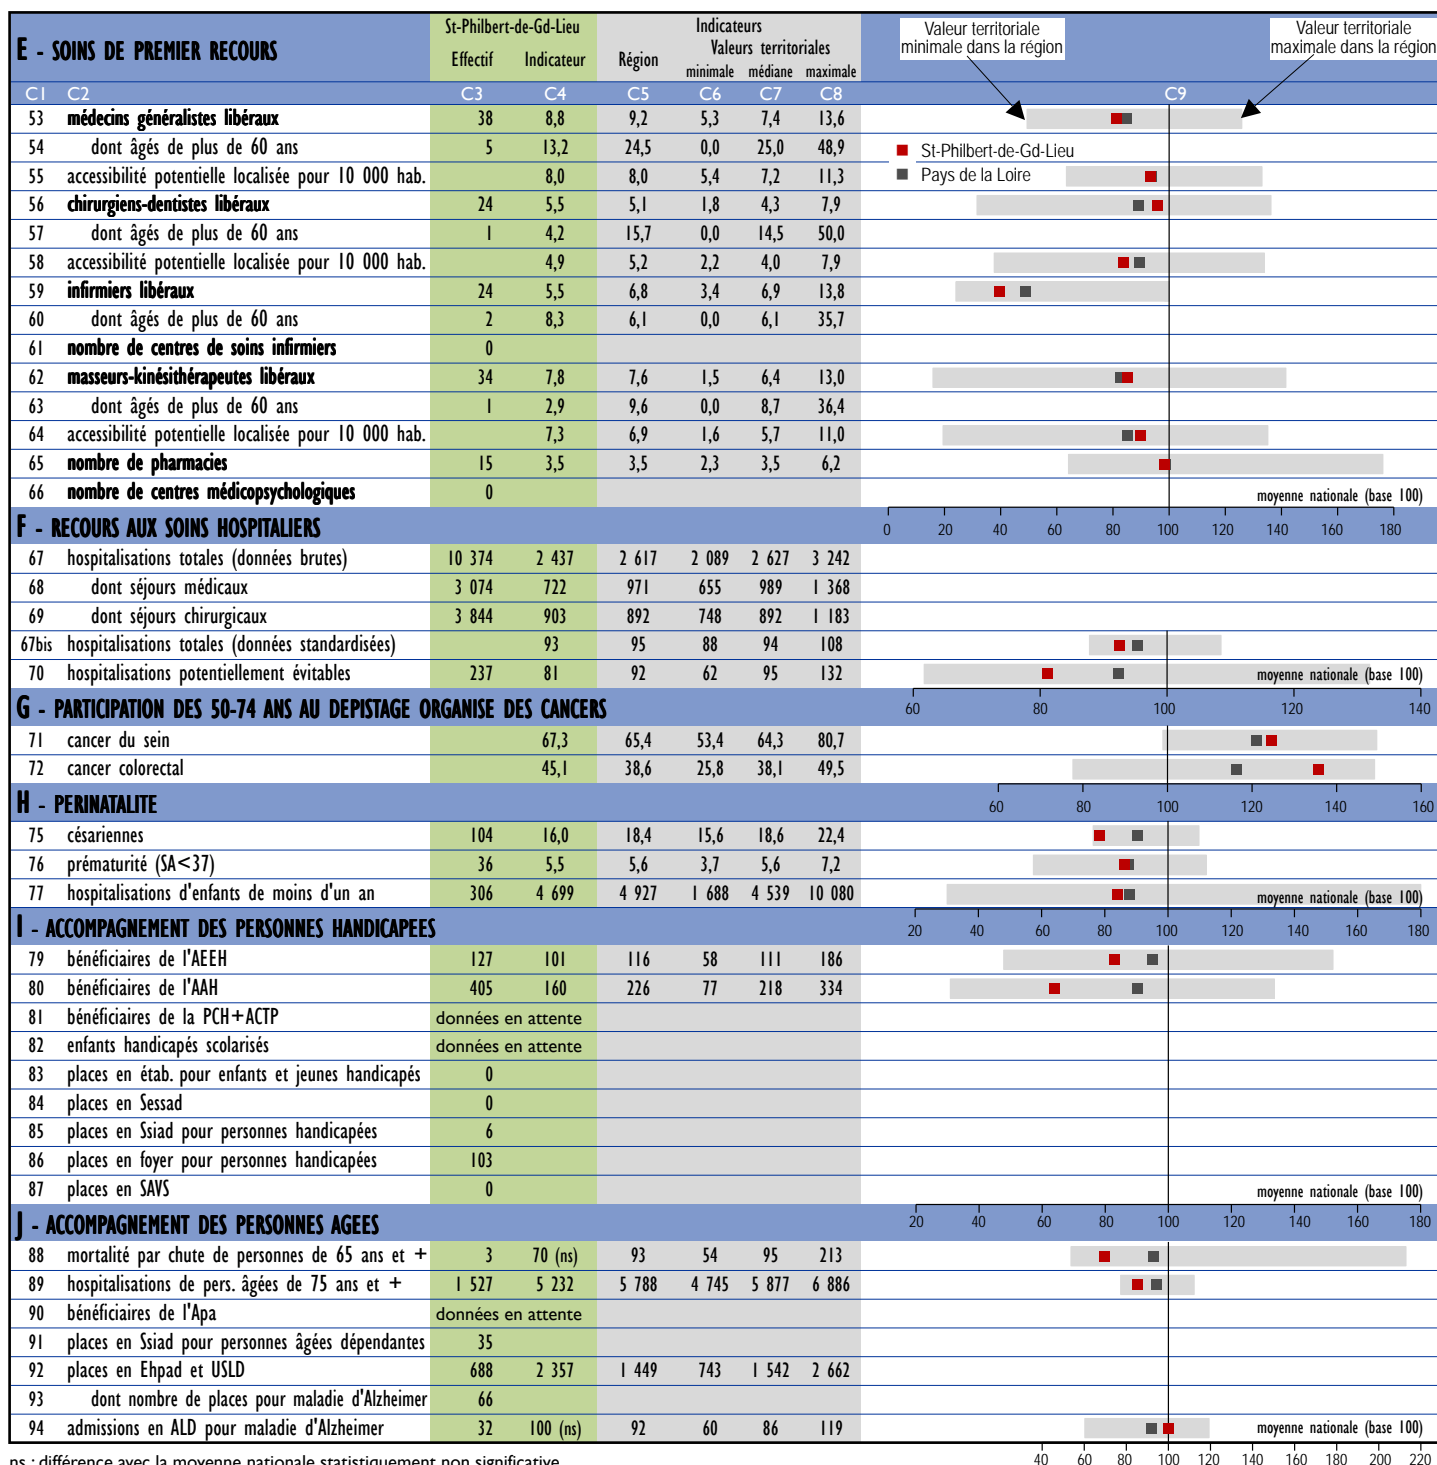 E - SOINS DE PREMIER RECOURS
St-Philbert-de-Gd-Lieu
Effectif Indicateur
Indicateurs
Région
Valeurs territoriales
minimale médiane maxmale
Valeur territoriale
minimale dans la région
Valeur territoriale
maximale dans la région
C1 C2 C3 C4 C5 C6 C7 C8 C9
53 médecins généralistes libéraux 38 8,8 9,2 5,3 7,4 13,6
54 dont âgés de plus de 60 ans 5 13,2 24,5 0,0 25,0 48,9
St-Philbert-de-Gd-Lieu
55 accessibilité potentielle localisée pour 10 000 hab. 8,0 8,0 5,4 7,2 11,3
Pays de la Loire
56 chirurgiens-dentistes libéraux 24 5,5 5,1 1,8 4,3 7,9
57 dont âgés de plus de 60 ans 1 4,2 15,7 0,0 14,5 50,0
58 accessibilité potentielle localisée pour 10 000 hab. 4,9 5,2 2,2 4,0 7,9
59 infirmiers libéraux 24 5,5 6,8 3,4 6,9 13,8
60 dont âgés de plus de 60 ans 2 8,3 6,1 0,0 6,1 35,7
61 nombre de centres de soins infirmiers 0
62 masseurs-kinésithérapeutes libéraux 34 7,8 7,6 1,5 6,4 13,0
63 dont âgés de plus de 60 ans 1 2,9 9,6 0,0 8,7 36,4
64 accessibilité potentielle localisée pour 10 000 hab. 7,3 6,9 1,6 5,7 11,0
65 nombre de pharmacies 15 3,5 3,5 2,3 3,5 6,2
66 nombre de centres médicopsychologiques 0 moyenne nationale (base 100)
F - RECOURS AUX SOINS HOSPITALIERS
0 20 40 60 80 100 120 140 160 180
67 hospitalisations totales (données brutes) 10 374 2 437 2 617 2 089 2 627 3 242
68 dont séjours médicaux 3 074 722 971 655 989 1 368
69 dont séjours chirurgicaux 3 844 903 892 748 892 1 183
67bis hospitalisations totales (données standardisées) 93 95 88 94 108
70 hospitalisations potentiellement évitables 237 81 92 62 95 132 moyenne nationale (base 100)
G - PARTICIPATION DES 50-74 ANS AU DEPISTAGE ORGANISE DES CANCERS
60 80 100 120 140
71 cancer du sein 67,3 65,4 53,4 64,3 80,7
72 cancer colorectal 45,1 38,6 25,8 38,1 49,5
H - PERINATALITE
60 80 100 120 140 160
75 césariennes 104 16,0 18,4 15,6 18,6 22,4
76 prématurité (SA<37) 36 5,5 5,6 3,7 5,6 7,2
77 hospitalisations d'enfants de moins d'un an 306 4 699 4 927 1 688 4 539 10 080 moyenne nationale (base 100)
I - ACCOMPAGNEMENT DES PERSONNES HANDICAPEES
20 40 60 80 100 120 140 160 180
79 bénéficiaires de l'AEEH 127 101 116 58 111 186
80 bénéficiaires de l'AAH 405 160 226 77 218 334
81 bénéficiaires de la PCH+ACTP données en attente
82 enfants handicapés scolarisés données en attente
83 places en étab. pour enfants et jeunes handicapés 0
84 places en Sessad 0
85 places en Ssiad pour personnes handicapées 6
86 places en foyer pour personnes handicapées 103
87 places en SAVS 0 moyenne nationale (base 100)
J - ACCOMPAGNEMENT DES PERSONNES AGEES
20 40 60 80 100 120 140 160 180
88 mortalité par chute de personnes de 65 ans et + 3 70 (ns) 93 54 95 213
89 hospitalisations de pers. âgées de 75 ans et + 1 527 5 232 5 788 4 745 5 877 6 886
90 bénéficiaires de l'Apa données en attente
91 places en Ssiad pour personnes âgées dépendantes 35
92 places en Ehpad et USLD 688 2 357 1 449 743 1 542 2 662
93 dont nombre de places pour maladie d'Alzheimer 66
94 admissions en ALD pour maladie d'Alzheimer 32 100 (ns) 92 60 86 119 moyenne nationale (base 100)
40 60 80 100 120 140 160 180 200 220
ns : différence avec la moyenne nationale statistiquement non significative